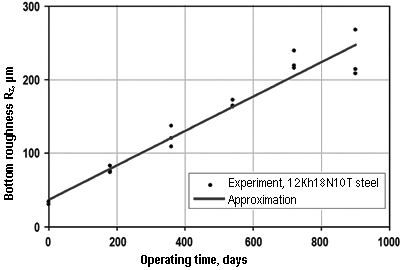 300
200
100
0
0
200
400
600
800
1000
Bottom roughness Rz, µm
Operating time, days
Experiment, 12Kh18N10T steel
Approximation